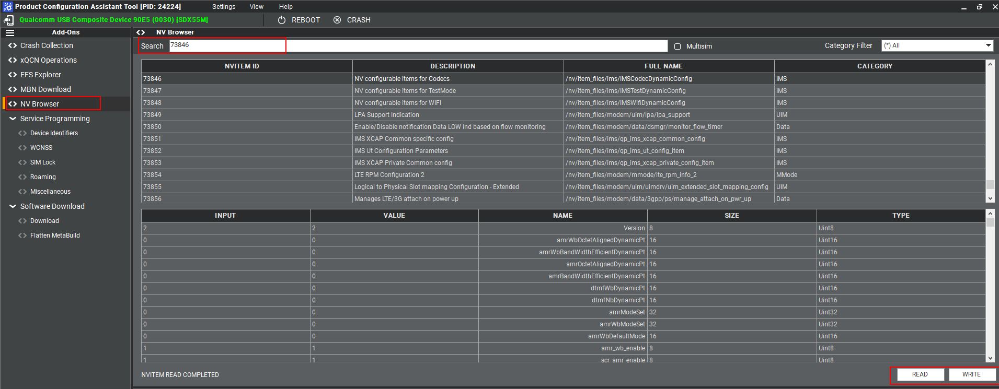 Product Configuration Assistant Tool [PID: 24224] Settings View Help
Qualcomm USB Composite Device 90E5 (0030) [SDX55M] REBOOT CRASH
Add-Ons
Crash Collection
xQCN Operations
EFS Explorer
MBN Download
NV Browser
Service Programming
Device Identifiers
WCNSS
SIM Lock
Roaming
Miscellaneous
Software Download
Download
Flatten MetaBuild
NV Browser
Search 73846 Multisim Category Filter (*) All
NVITEM ID DESCRIPTION FULL NAME CATEGORY
73846 NV configurable items for Codecs /nv/item_files/ims/IMSCodecDynamicConfig IMS
73847 NV configurable items for TestMode /nv/item_files/ims/IMSTestDynamicConfig IMS
73848 NV configurable items for WIFI /nv/item_files/ims/IMSWifiDynamicConfig IMS
73849 LPA Support Indication /nv/item_files/modem/uim/lpa/lpa_support UIM
73850 Enable/Disable notification Data LOW ind based on flow monitoring /nv/item_files/modem/data/dsmgr/monitor_flow_timer Data
73851 IMS XCAP Common specific config /nv/item_files/ims/qp_ims_xcap_common_config IMS
73852 IMS Ut Configuration Parameters /nv/item_files/ims/qp_ims_ut_config_item IMS
73853 IMS XCAP Private Common config /nv/item_files/ims/qp_ims_xcap_private_config_item IMS
73854 LTE RPM Configuration 2 /nv/item_files/modem/mmode/lte_rpm_info_2 MMode
73855 Logical to Physical Slot mapping Configuration - Extended /nv/item_files/modem/uim/uimdrv/uim_extended_slot_mapping_config UIM
73856 Manages LTE/3G attach on power up /nv/item_files/modem/data/3gpp/ps/manage_attach_on_pwr_up Data
INPUT VALUE NAME SIZE TYPE
2 2 Version 8 Uint8
0 0 amrWbOctetAlignedDynamicPt 16 Uint16
0 0 amrWbBandWidthEfficientDynamicPt 16 Uint16
0 0 amrOctetAlignedDynamicPt 16 Uint16
0 0 amrBandWidthEfficientDynamicPt 16 Uint16
0 0 dtmfWbDynamicPt 16 Uint16
0 0 dtmfNbDynamicPt 16 Uint16
0 0 amrModeSet 32 Uint32
0 0 amrWbModeSet 32 Uint32
0 0 amrWbDefaultMode 16 Uint16
1 1 amr_wb_enable 8 Uint8
1 1 scr_amr_enable 8 Uint8
NVITEM READ COMPLETED READ WRITE